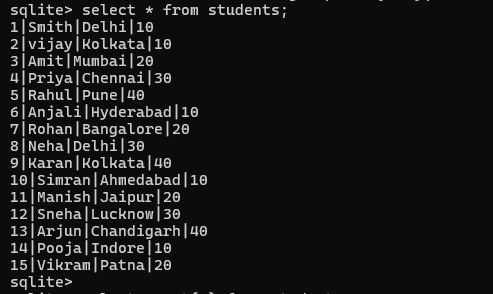 sqlite> select * from students;
1|Smith|Delhi|10
2|vijay|Kolkata|10
3|Amit|Mumbai|20
4|Priya|Chennai|30
5|Rahul|Pune|40
6|Anjali|Hyderabad|10
7|Rohan|Bangalore|20
8|Neha|Delhi|30
9|Karan|Kolkata|40
10|Simran|Ahmedabad|10
11|Manish|Jaipur|20
12|Sneha|Lucknow|30
13|Arjun|Chandigarh|40
14|Pooja|Indore|10
15|Vikram|Patna|20
sqlite>